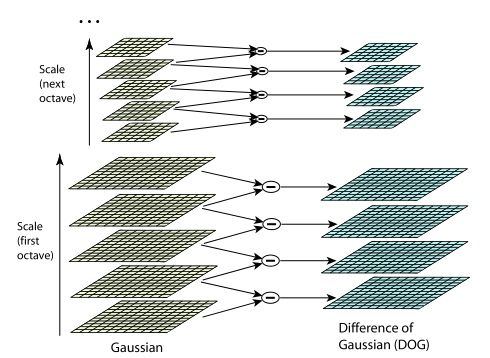 Scale
(next
octave)
Scale
(first
octave)
Gaussian
Difference of
Gaussian (DOG)